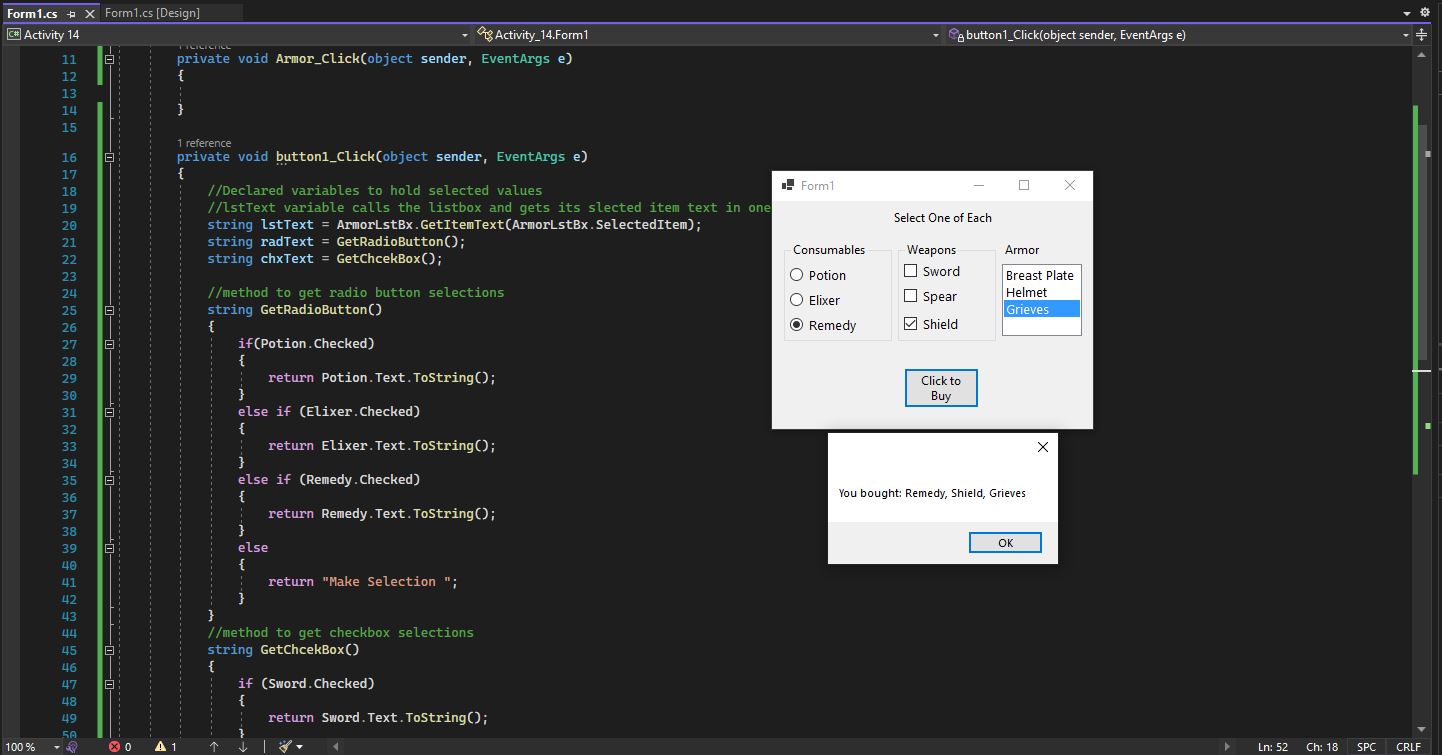 Form1.cs
Form1.cs [Design]
C# Activity 14
Activity_14.Form1
button1_Click(object sender, EventArgs e)
1 reference
11 private void Armor_Click(object sender, EventArgs e)
12 {
13
14 }
15
1 reference
16 private void button1_Click(object sender, EventArgs e)
17 {
18 //Declared variables to hold selected values
19 //lstText variable calls the listbox and gets its slected item text in one
20 string lstText = ArmorLstBx.GetItemText(ArmorLstBx.SelectedItem);
21 string radText = GetRadioButton();
22 string chxText = GetChcekBox();
23
24 //method to get radio button selections
25 string GetRadioButton()
26 {
27 if(Potion.Checked)
28 {
29 return Potion.Text.ToString();
30 }
31 else if (Elixer.Checked)
32 {
33 return Elixer.Text.ToString();
34 }
35 else if (Remedy.Checked)
36 {
37 return Remedy.Text.ToString();
38 }
39 else
40 {
41 return "Make Selection ";
42 }
43 }
44 //method to get checkbox selections
45 string GetChcekBox()
46 {
47 if (Sword.Checked)
48 {
49 return Sword.Text.ToString();
50 }
Form1
Select One of Each
Consumables
Potion
Elixer
Remedy
Weapons
Sword
Spear
Shield
Armor
Breast Plate
Helmet
Grieves
Click to
Buy
You bought: Remedy, Shield, Grieves
OK
100 % 0 1 Ln: 52 Ch: 18 SPC CRLF